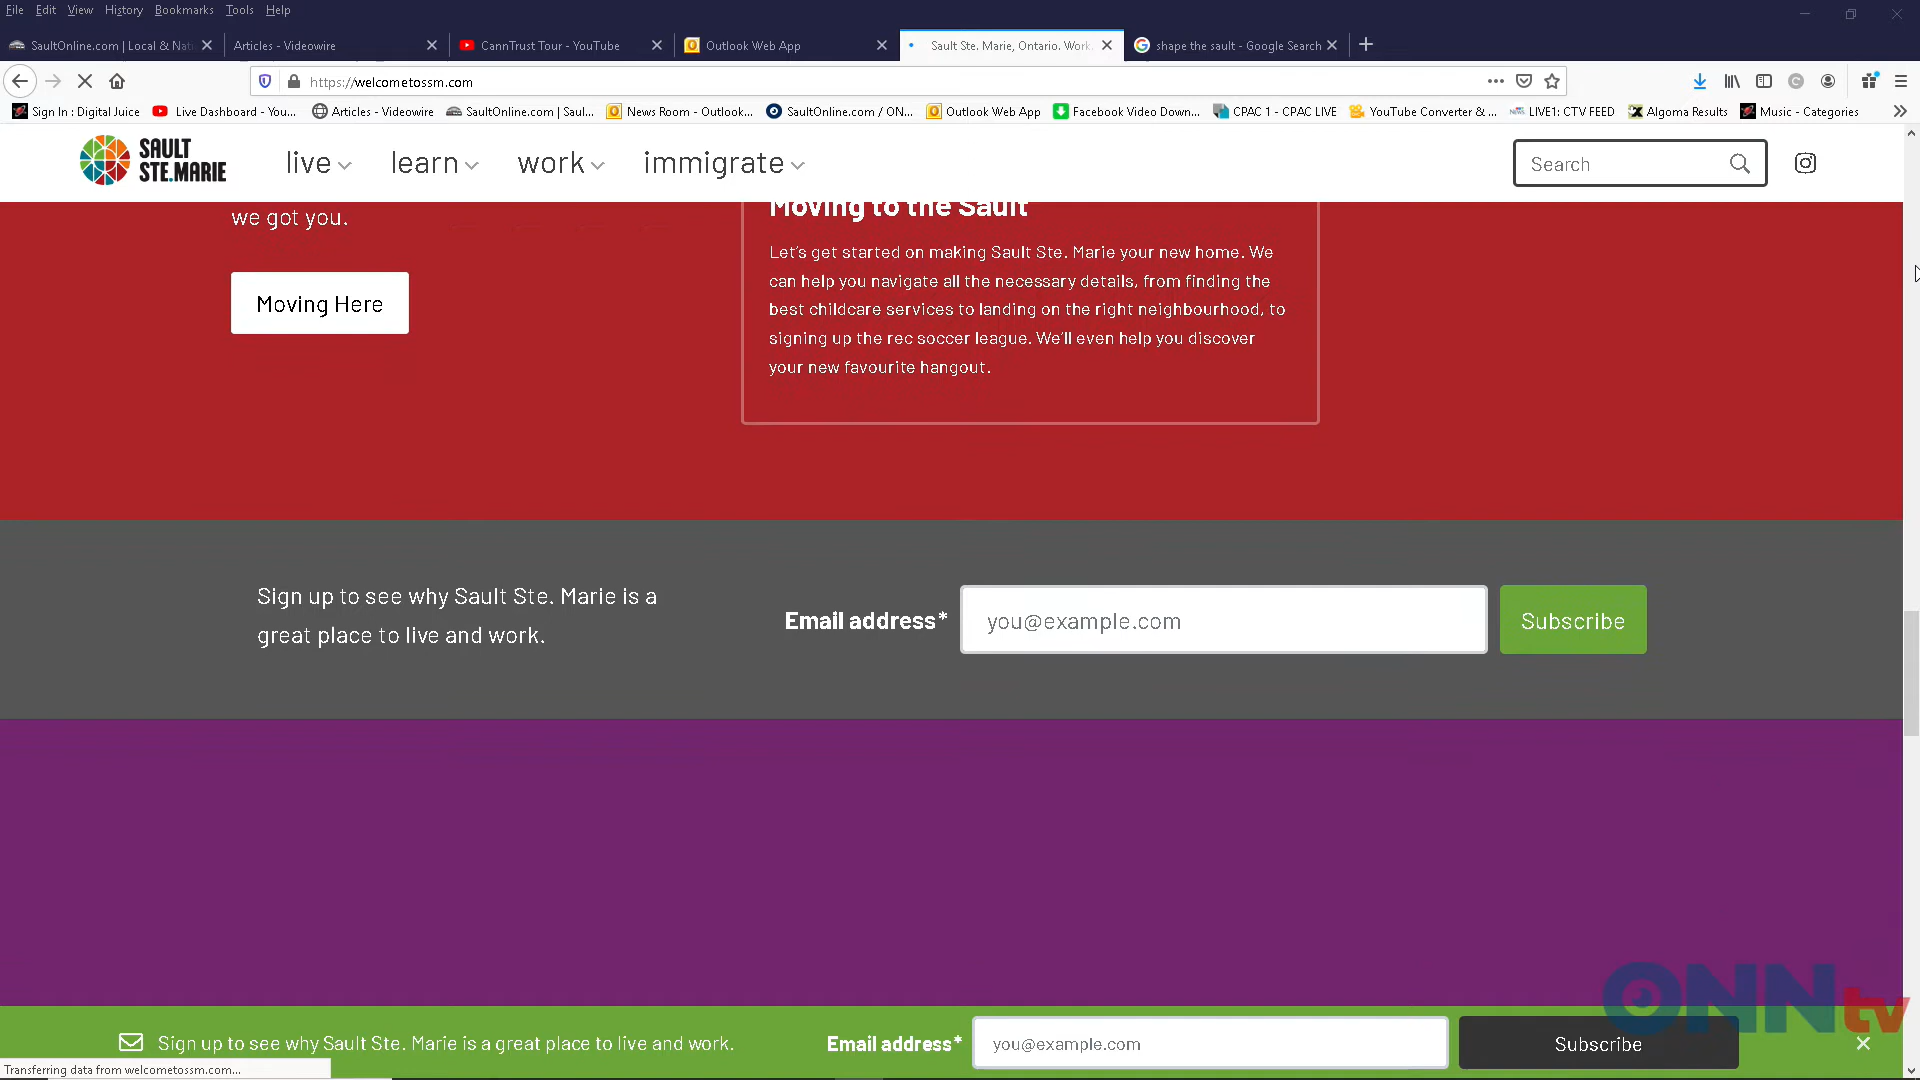 File Edit View History Bookmarks Tools Help
SaultOnline.com | Local & Nati
Articles - Videowire
CannTrust Tour - YouTube
Outlook Web App
Sault Ste. Marie, Ontario. Work.
shape the sault - Google Search
https://welcometossm.com
Sign In : Digital Juice
Live Dashboard - You...
Articles - Videowire
SaultOnline.com | Saul...
News Room - Outlook...
SaultOnline.com / ON...
Outlook Web App
Facebook Video Down...
CPAC 1 - CPAC LIVE
YouTube Converter & ...
LIVE1: CTV FEED
Algoma Results
Music - Categories
SAULT
STE.MARIE
live
learn
work
immigrate
Search
we got you.
Moving Here
Moving to the Sault
Let's get started on making Sault Ste. Marie your new home. We
can help you navigate all the necessary details, from finding the
best childcare services to landing on the right neighbourhood, to
signing up the rec soccer league. We'll even help you discover
your new favourite hangout.
Sign up to see why Sault Ste. Marie is a
great place to live and work.
Email address*
you@example.com
Subscribe
ONNtv
Sign up to see why Sault Ste. Marie is a great place to live and work.
Email address*
you@example.com
Subscribe
Transferring data from welcometossm.com...